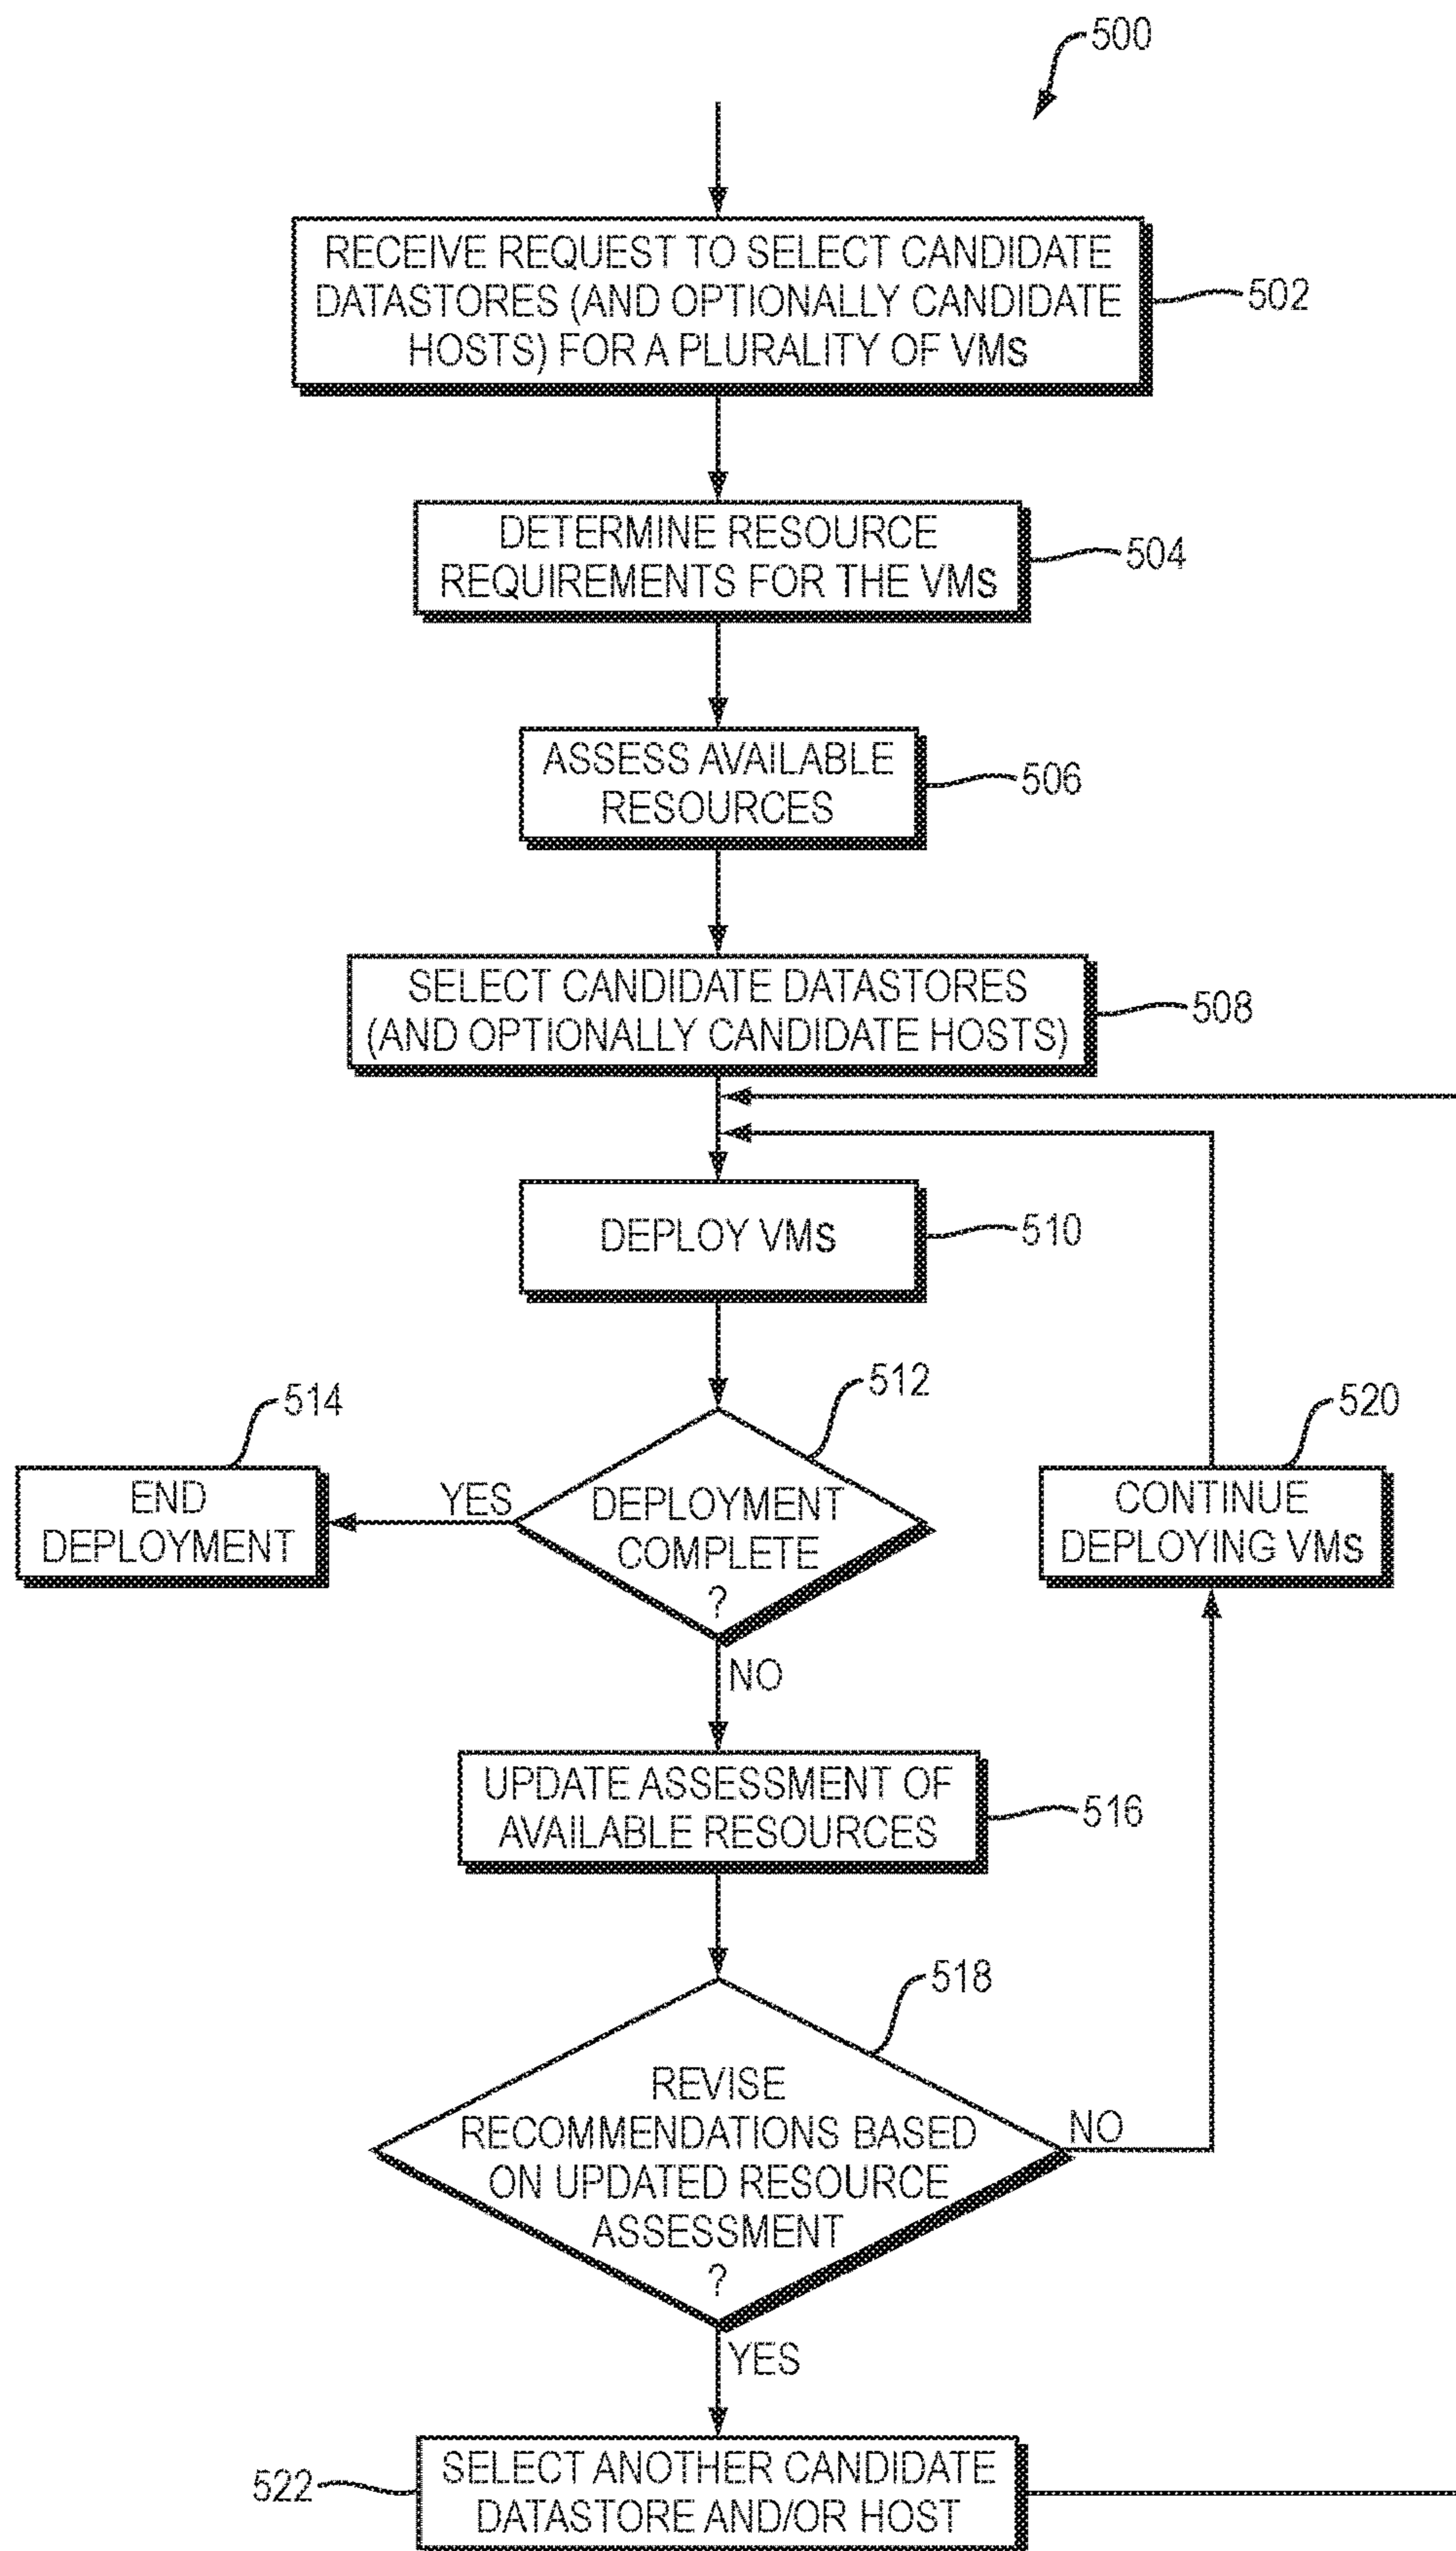 500
RECEIVE REQUEST TO SELECT CANDIDATE
DATASTORES (AND OPTIONALLY CANDIDATE
HOSTS) FOR A PLURALITY OF VMs
502
DETERMINE RESOURCE
REQUIREMENTS FOR THE VMs
504
ASSESS AVAILABLE
RESOURCES
506
SELECT CANDIDATE DATASTORES
(AND OPTIONALLY CANDIDATE HOSTS)
508
DEPLOY VMs
510
512
514
END
DEPLOYMENT
YES
DEPLOYMENT
COMPLETE
?
NO
520
CONTINUE
DEPLOYING VMs
UPDATE ASSESSMENT OF
AVAILABLE RESOURCES
516
518
REVISE
RECOMMENDATIONS BASED
ON UPDATED RESOURCE
ASSESSMENT
?
NO
YES
522
SELECT ANOTHER CANDIDATE
DATASTORE AND/OR HOST